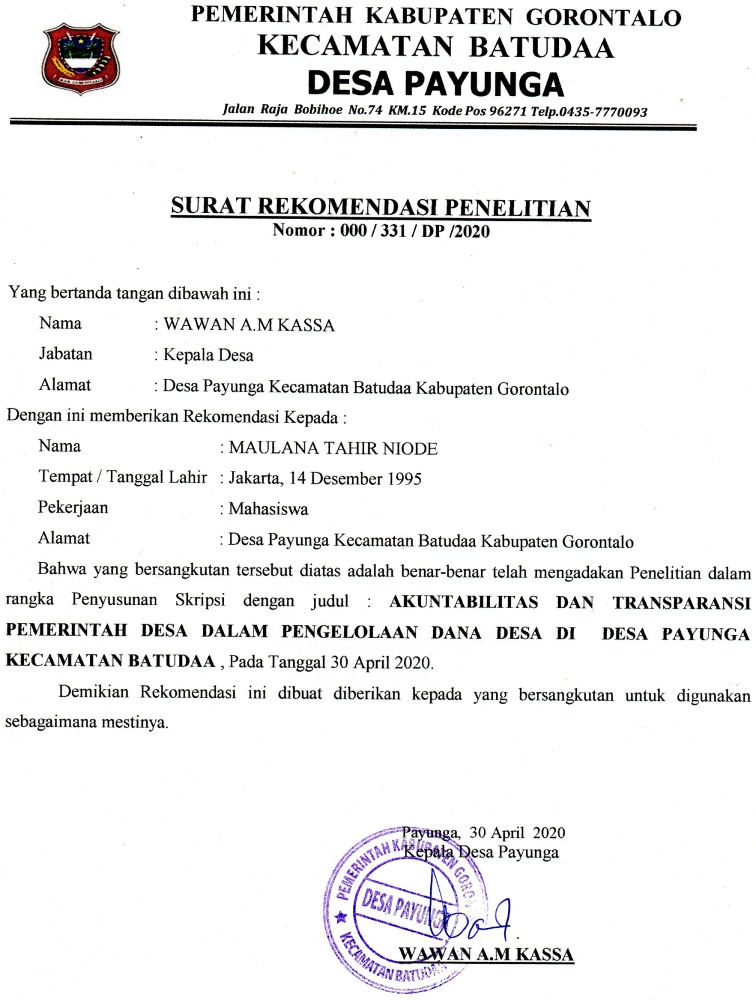 PEMERINTAH KABUPATEN GORONTALO
KECAMATAN BATUDAA
DESA PAYUNGA
Jalan Raja Bobihoe No.74 KM.15 Kode Pos 96271 Telp.0435-7770093
KAB. GORONTALO
SURAT REKOMENDASI PENELITIAN
Nomor : 000 / 331 / DP /2020
Yang bertanda tangan dibawah ini :
Nama : WAWAN A.M KASSA
Jabatan : Kepala Desa
Alamat : Desa Payunga Kecamatan Batudaa Kabupaten Gorontalo
Dengan ini memberikan Rekomendasi Kepada :
Nama : MAULANA TAHIR NIODE
Tempat / Tanggal Lahir : Jakarta, 14 Desember 1995
Pekerjaan : Mahasiswa
Alamat : Desa Payunga Kecamatan Batudaa Kabupaten Gorontalo
Bahwa yang bersangkutan tersebut diatas adalah benar-benar telah mengadakan Penelitian dalam
rangka Penyusunan Skripsi dengan judul : AKUNTABILITAS DAN TRANSPARANSI
PEMERINTAH DESA DALAM PENGELOLAAN DANA DESA DI DESA PAYUNGA
KECAMATAN BATUDAA , Pada Tanggal 30 April 2020.
Demikian Rekomendasi ini dibuat diberikan kepada yang bersangkutan untuk digunakan
sebagaimana mestinya.
Payunga, 30 April 2020
Kepala Desa Payunga
PEMERINTAH KABUPATEN
DESA PAYUNGA
KECAMATAN BATUDAA
WAWAN A.M KASSA